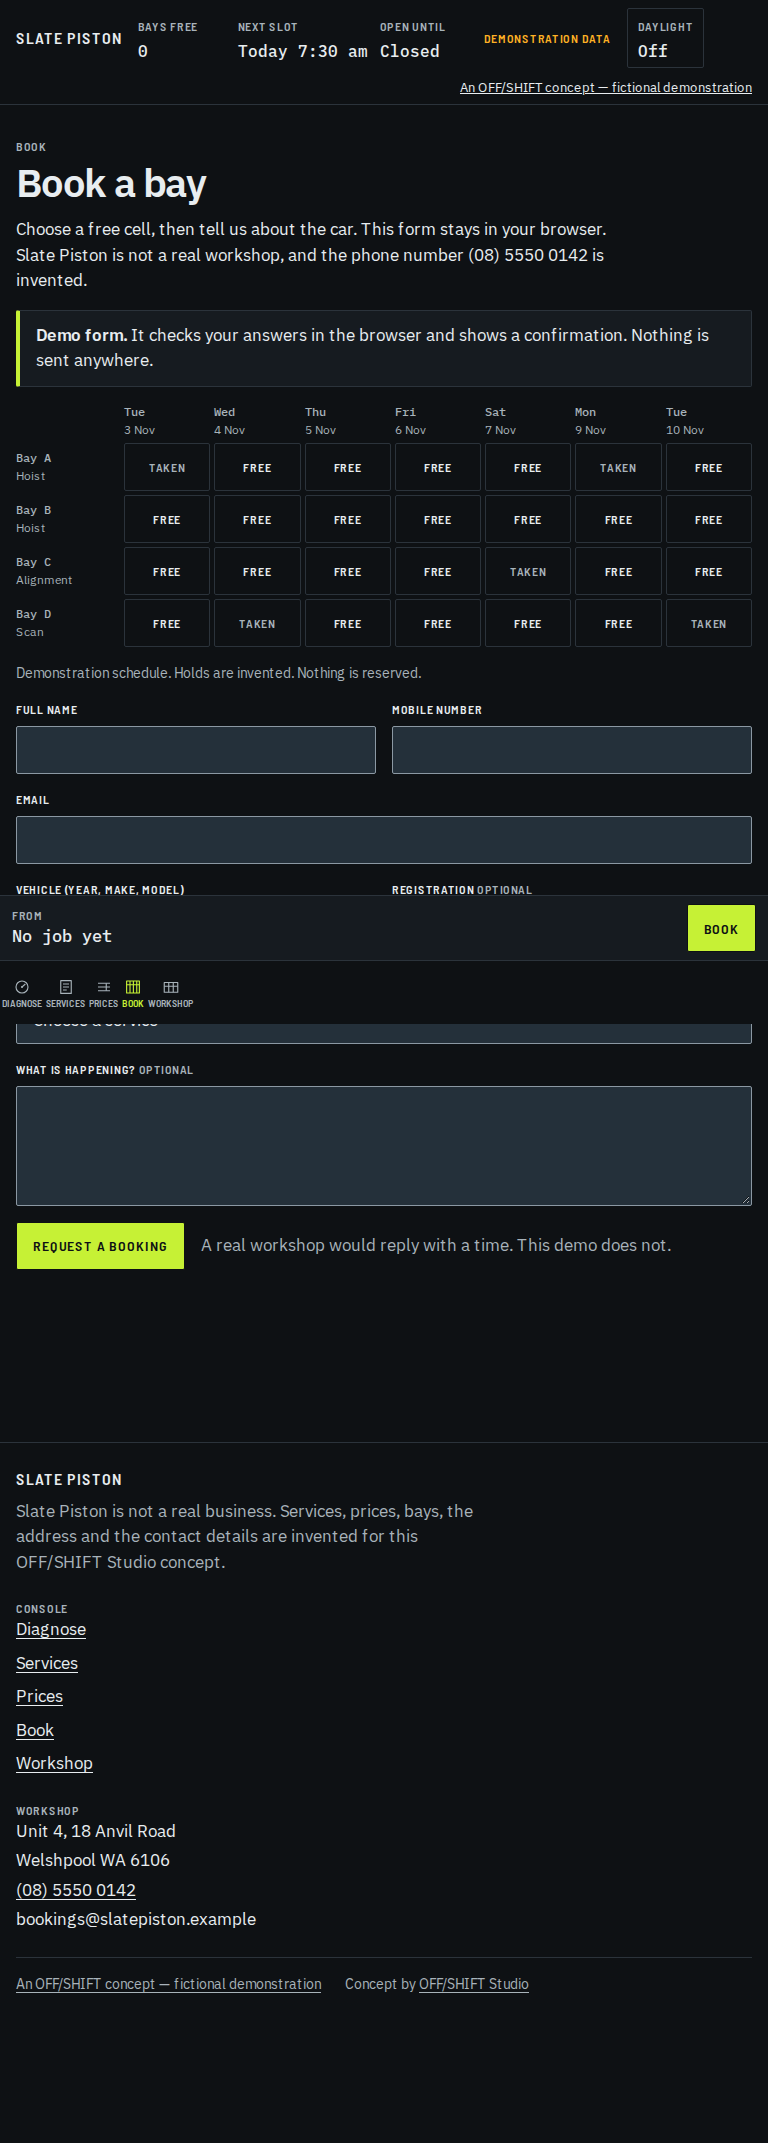 SLATE PISTON
BAYS FREE
0
NEXT SLOT
Today 7:30 am
OPEN UNTIL
Closed
DEMONSTRATION DATA
DAYLIGHT
Off
An OFF/SHIFT concept — fictional demonstration
BOOK
Book a bay
Choose a free cell, then tell us about the car. This form stays in your browser.
Slate Piston is not a real workshop, and the phone number (08) 5550 0142 is
invented.
Demo form. It checks your answers in the browser and shows a confirmation. Nothing is
sent anywhere.
Tue Wed Thu Fri Sat Mon Tue
3 Nov 4 Nov 5 Nov 6 Nov 7 Nov 9 Nov 10 Nov
Bay A
Hoist
TAKEN FREE FREE FREE FREE TAKEN FREE
Bay B
Hoist
FREE FREE FREE FREE FREE FREE FREE
Bay C
Alignment
FREE FREE FREE FREE TAKEN FREE FREE
Bay D
Scan
FREE TAKEN FREE FREE FREE FREE TAKEN
Demonstration schedule. Holds are invented. Nothing is reserved.
FULL NAME
MOBILE NUMBER
EMAIL
VEHICLE (YEAR, MAKE, MODEL)
REGISTRATION OPTIONAL
FROM
No job yet
BOOK
DIAGNOSE SERVICES PRICES BOOK WORKSHOP
WHAT IS HAPPENING? OPTIONAL
REQUEST A BOOKING
A real workshop would reply with a time. This demo does not.
SLATE PISTON
Slate Piston is not a real business. Services, prices, bays, the
address and the contact details are invented for this
OFF/SHIFT Studio concept.
CONSOLE
Diagnose
Services
Prices
Book
Workshop
WORKSHOP
Unit 4, 18 Anvil Road
Welshpool WA 6106
(08) 5550 0142
bookings@slatepiston.example
An OFF/SHIFT concept — fictional demonstration
Concept by OFF/SHIFT Studio